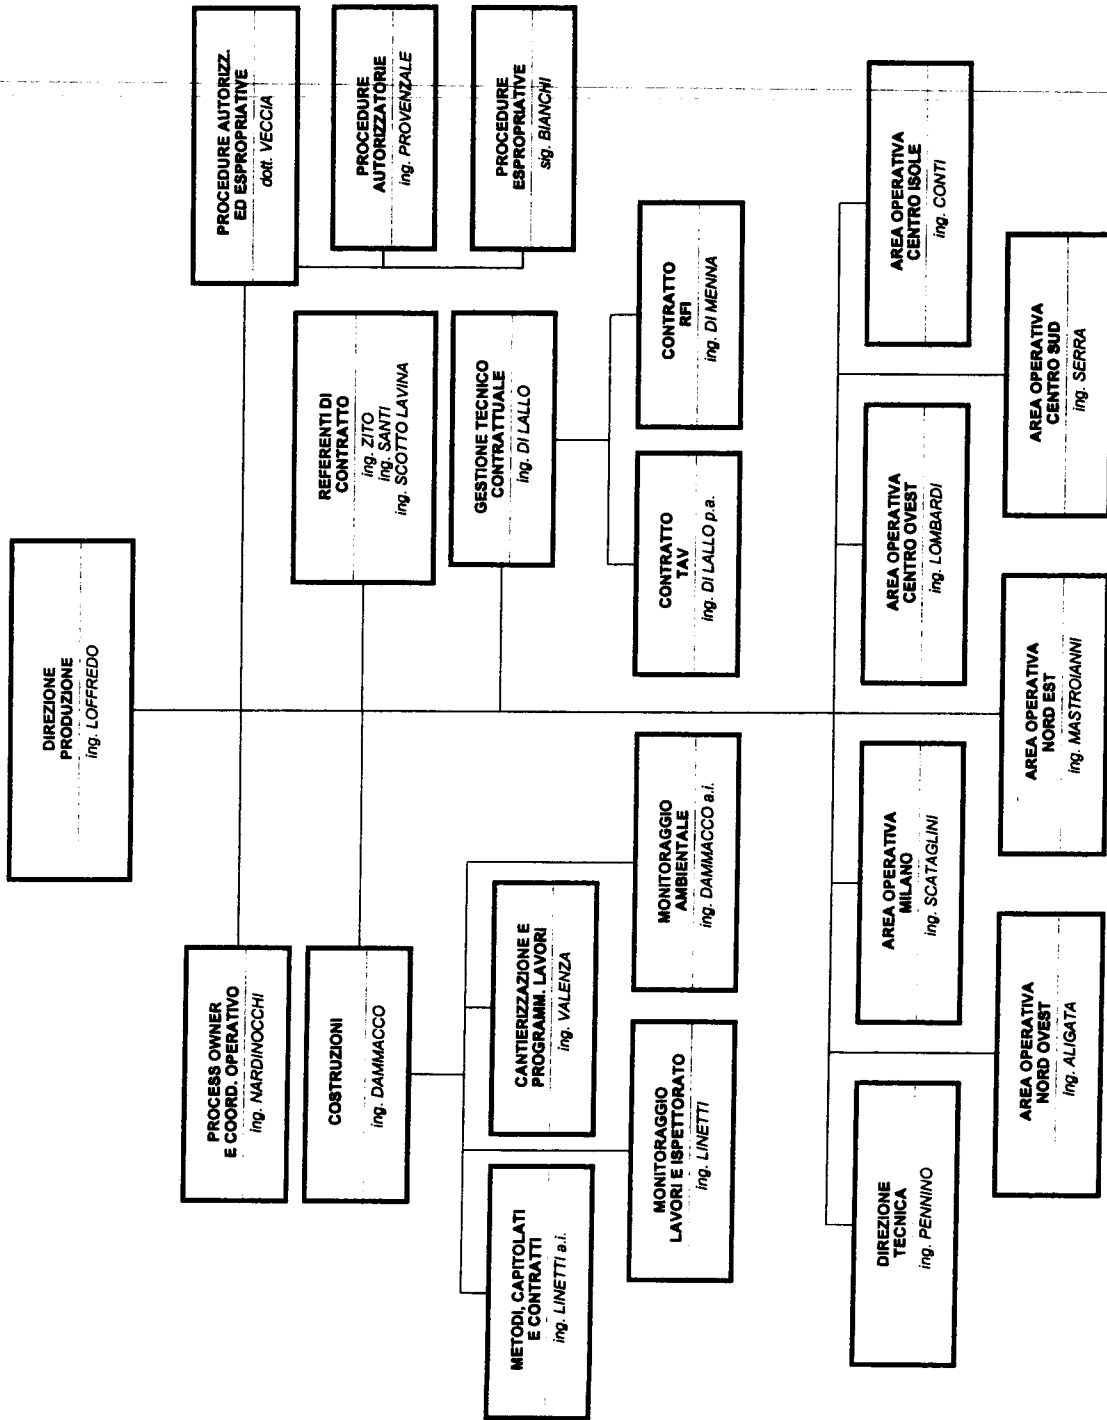 DIREZIONE
PRODUZIONE
ing. LOFFREDO
PROCESS OWNER
E COORD. OPERATIVO
ing. NARDINOCCHI
PROCEDURE AUTORIZZ.
ED ESPROPRIATIVE
dott. VECCIA
PROCEDURE
AUTORIZZATORIE
ing. PROVENZALE
PROCEDURE
ESPROPRIATIVE
sig. BIANCHI
COSTRUZIONI
ing. DAMMACCO
REFERENTI DI
CONTRATTO
ing. ZITO
ing. SANTI
ing. SCOTTO LAVINA
METODI, CAPITOLATI
E CONTRATTI
ing. LINETTI a.i.
CANTIERIZZAZIONE E
PROGRAMM. LAVORI
ing. VALENZA
GESTIONE TECNICO
CONTRATTUALE
ing. DI LALLO
MONITORAGGIO
LAVORI E ISPETTORATO
ing. LINETTI
MONITORAGGIO
AMBIENTALE
ing. DAMMACCO a.i.
CONTRATTO
TAV
ing. DI LALLO p.a.
CONTRATTO
RFI
ing. DI MENNA
DIREZIONE
TECNICA
ing. PENNINO
AREA OPERATIVA
MILANO
ing. SCATAGLINI
AREA OPERATIVA
CENTRO OVEST
ing. LOMBARDI
AREA OPERATIVA
CENTRO ISOLE
ing. CONTI
AREA OPERATIVA
NORD OVEST
ing. ALIGATA
AREA OPERATIVA
NORD EST
ing. MASTROIANNI
AREA OPERATIVA
CENTRO SUD
ing. SERRA